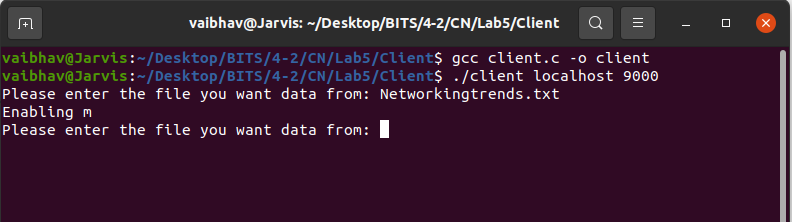 vaibhav@Jarvis: ~/Desktop/BITS/4-2/CN/Lab5/Client
vaibhav@Jarvis:~/Desktop/BITS/4-2/CN/Lab5/Client$ gcc client.c -o client
vaibhav@Jarvis:~/Desktop/BITS/4-2/CN/Lab5/Client$ ./client localhost 9000
Please enter the file you want data from: Networkingtrends.txt
Enabling m
Please enter the file you want data from: